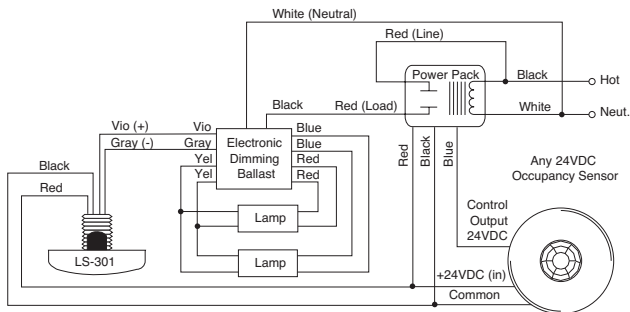 White (Neutral)
Red (Line)
Power Pack
Black
Hot
Black
Red (Load)
White
Neut.
Vio (+)
Vio
Blue
Gray (-)
Gray
Electronic
Dimming
Ballast
Blue
Yel
Red
Yel
Red
Black
Red
Red
Black
Blue
Any 24VDC
Occupancy Sensor
Lamp
Control
Output
24VDC
Lamp
LS-301
+24VDC (in)
Common